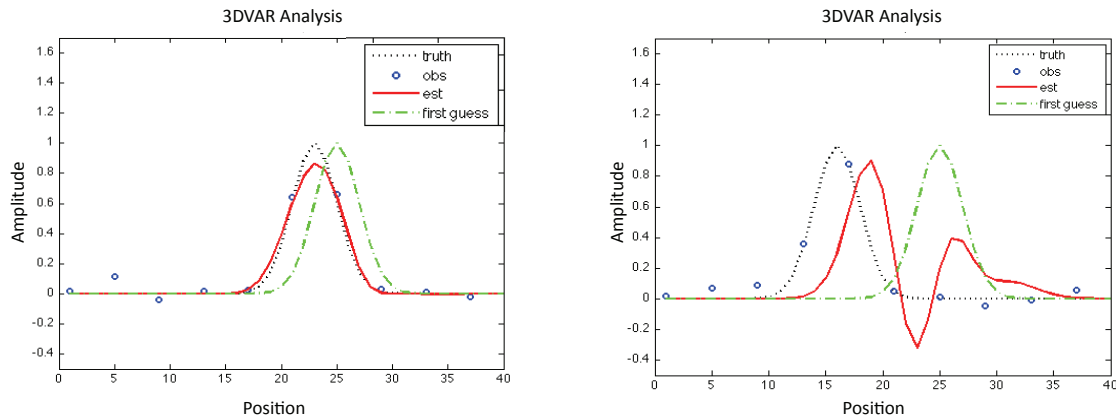 3DVAR Analysis
1.6
1.4
1.2
1
0.8
0.6
0.4
0.2
0
-0.2
-0.4
Amplitude
truth
obs
est
first guess
0 5 10 15 20 25 30 35 40
Position
3DVAR Analysis
1.6
1.4
1.2
1
0.8
0.6
0.4
0.2
0
-0.2
-0.4
Amplitude
truth
obs
est
first guess
0 5 10 15 20 25 30 35 40
Position